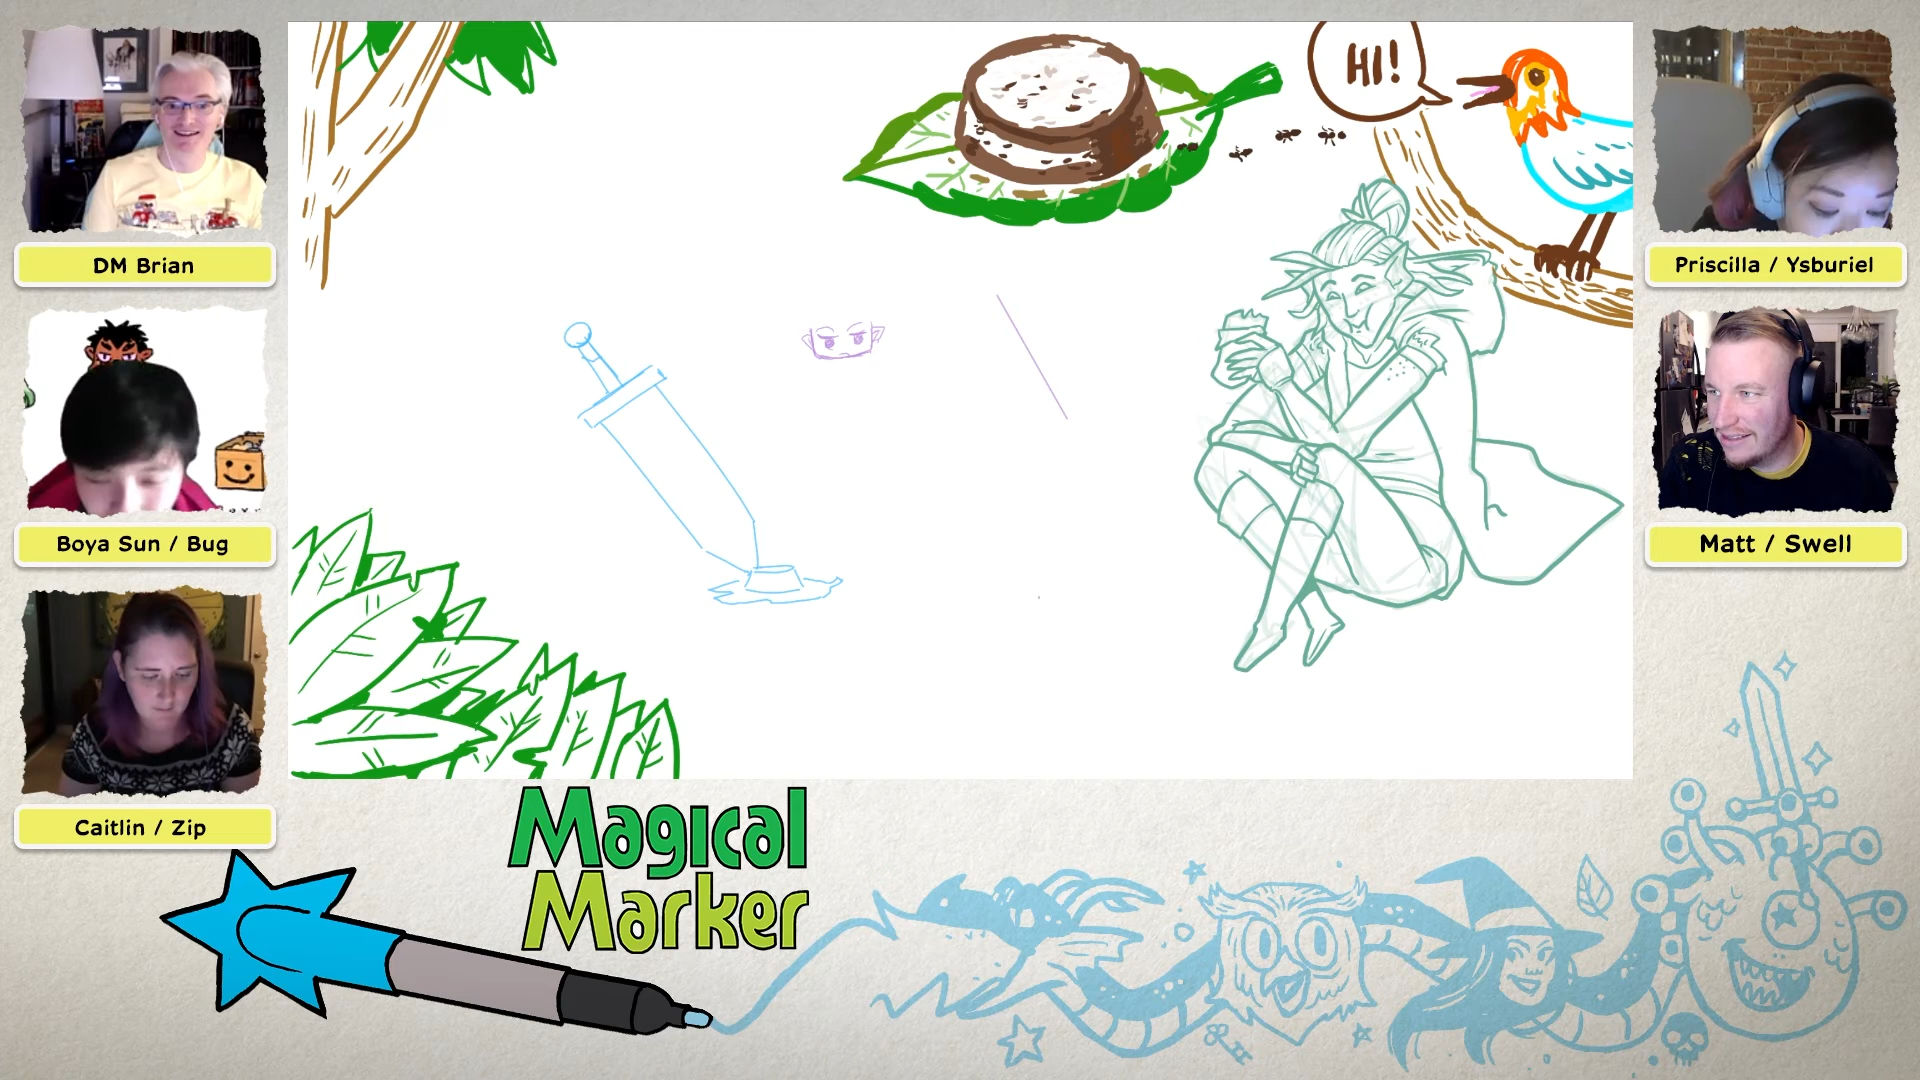 DM Brian
Boya Sun / Bug
Caitlin / Zip
HI!
Priscilla / Ysburiel
Matt / Swell
Magical
Marker